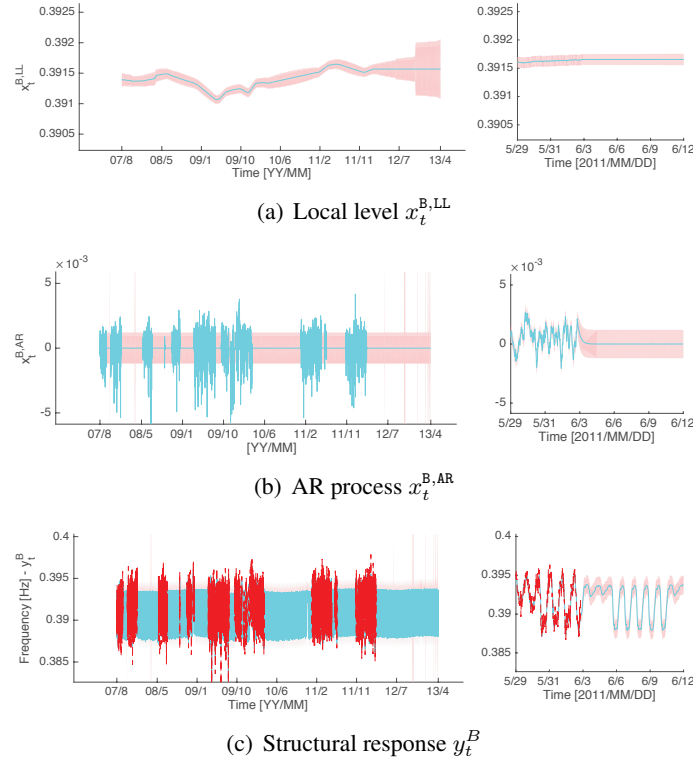 0.3925
0.392
0.3915
0.391
0.3905
x_t^{B,LL}
07/8 08/5 09/1 09/10 10/6 11/2 11/11 12/7 13/4
Time [YY/MM]
0.3925
0.392
0.3915
0.391
0.3905
5/29 5/31 6/3 6/6 6/9 6/12
Time [2011/MM/DD]
(a) Local level x_t^{B,LL}
× 10^{-3}
5
0
-5
x_t^{B,AR}
07/8 08/5 09/1 09/10 10/6 11/2 11/11 12/7 13/4
[YY/MM]
× 10^{-3}
5
0
-5
5/29 5/31 6/3 6/6 6/9 6/12
Time [2011/MM/DD]
(b) AR process x_t^{B,AR}
0.4
0.395
0.39
0.385
Frequency [Hz] - y_t^B
07/8 08/5 09/1 09/10 10/6 11/2 11/11 12/7 13/4
Time [YY/MM]
0.4
0.395
0.39
0.385
5/29 5/31 6/3 6/6 6/9 6/12
Time [2011/MM/DD]
(c) Structural response y_t^B